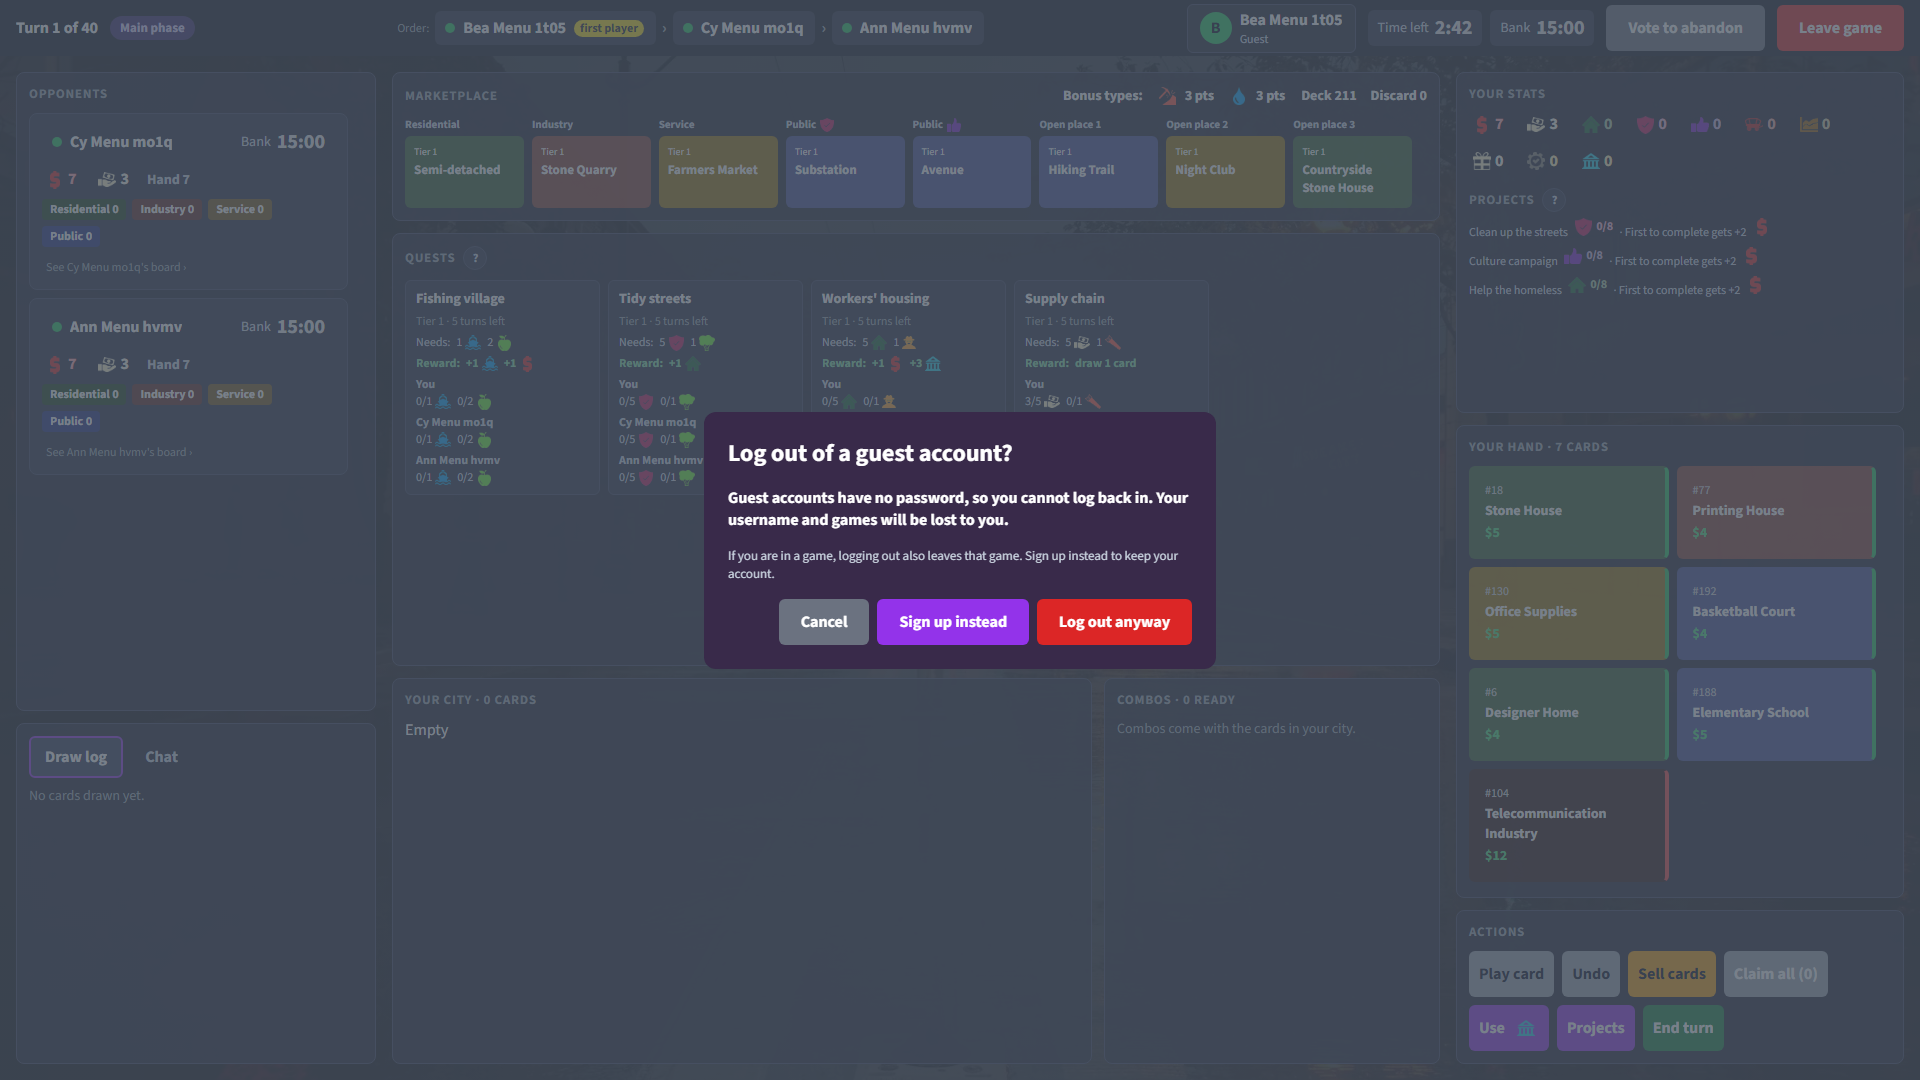 Turn 1 of 40 Main phase
Order: Bea Menu 1t05 first player › Cy Menu mo1q › Ann Menu hvmv
B Bea Menu 1t05
Guest
Time left 2:42 Bank 15:00 Vote to abandon Leave game
OPPONENTS
Cy Menu mo1q Bank 15:00
7 3 Hand 7
Residential 0 Industry 0 Service 0
Public 0
See Cy Menu mo1q's board ›
Ann Menu hvmv Bank 15:00
7 3 Hand 7
Residential 0 Industry 0 Service 0
Public 0
See Ann Menu hvmv's board ›
Draw log Chat
No cards drawn yet.
MARKETPLACE Bonus types: 3 pts 3 pts Deck 211 Discard 0
Residential Industry Service Public Public Open place 1 Open place 2 Open place 3
Tier 1 Tier 1 Tier 1 Tier 1 Tier 1 Tier 1 Tier 1 Tier 1
Semi-detached Stone Quarry Farmers Market Substation Avenue Hiking Trail Night Club Countryside
Stone House
QUESTS ?
Fishing village
Tier 1 · 5 turns left
Needs: 1 2
Reward: +1 +1
You
0/1 0/2
Cy Menu mo1q
0/1 0/2
Ann Menu hvmv
0/1 0/2
Tidy streets
Tier 1 · 5 turns left
Needs: 5 1
Reward: +1
You
0/5 0/1
Cy Menu mo1q
0/5 0/1
Ann Menu hvmv
0/5 0/1
Workers' housing
Tier 1 · 5 turns left
Needs: 5 1
Reward: +1 +3
You
0/5 0/1
Supply chain
Tier 1 · 5 turns left
Needs: 5 1
Reward: draw 1 card
You
3/5 0/1
Log out of a guest account?
Guest accounts have no password, so you cannot log back in. Your
username and games will be lost to you.
If you are in a game, logging out also leaves that game. Sign up instead to keep your
account.
Cancel Sign up instead Log out anyway
YOUR CITY · 0 CARDS
Empty
COMBOS · 0 READY
Combos come with the cards in your city.
YOUR STATS
7 3 0 0 0 0 0
0 0 0
PROJECTS ?
Clean up the streets 0/8 · First to complete gets +2
Culture campaign 0/8 · First to complete gets +2
Help the homeless 0/8 · First to complete gets +2
YOUR HAND · 7 CARDS
#18
Stone House
$5
#77
Printing House
$4
#130
Office Supplies
$5
#192
Basketball Court
$4
#6
Designer Home
$4
#188
Elementary School
$5
#104
Telecommunication
Industry
$12
ACTIONS
Play card Undo Sell cards Claim all (0)
Use Projects End turn